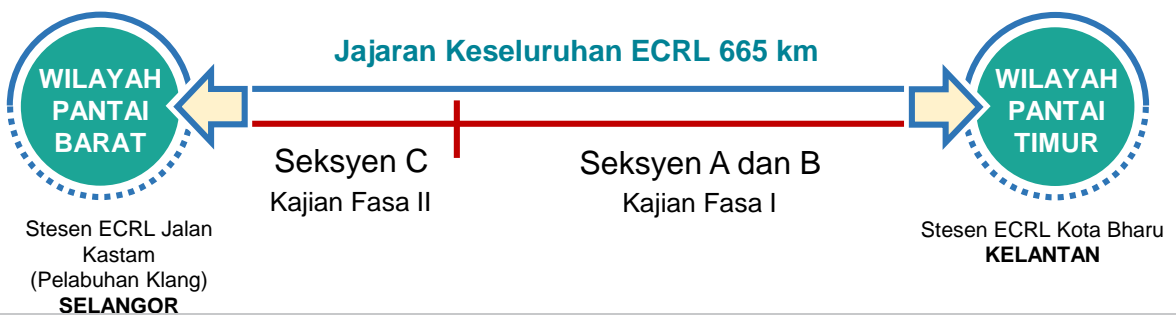 Jajaran Keseluruhan ECRL 665 km
WILAYAH
PANTAI
BARAT
WILAYAH
PANTAI
TIMUR
Seksyen C
Kajian Fasa II
Seksyen A dan B
Kajian Fasa I
Stesen ECRL Jalan
Kastam
(Pelabuhan Klang)
SELANGOR
Stesen ECRL Kota Bharu
KELANTAN